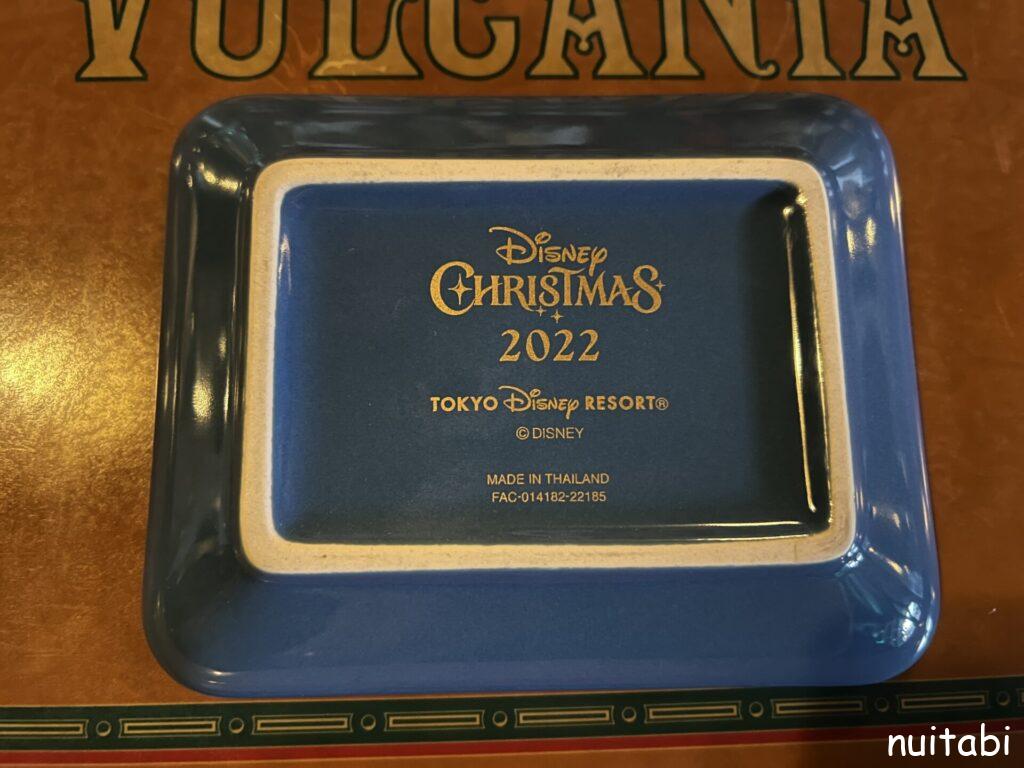 VULCANIA
Disney
CHRISTMAS
2022
TOKYO Disney RESORT®
© DISNEY
MADE IN THAILAND
FAC-014182-22185
nuitabi